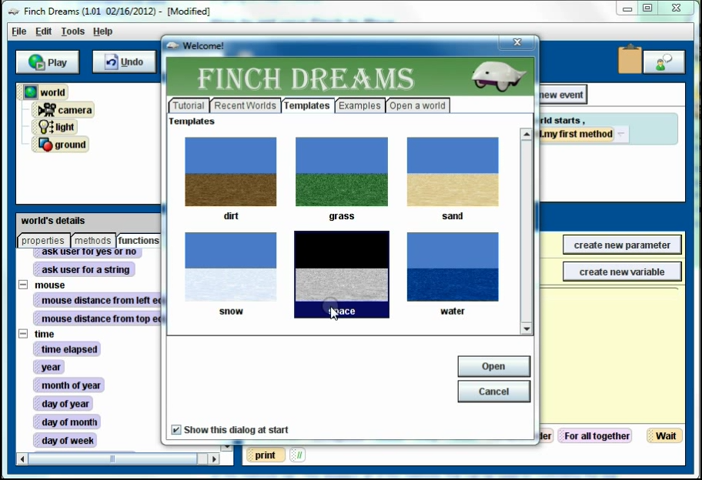 Finch Dreams (1.01  02/16/2012) - [Modified]
File Edit Tools Help
Play
Undo
world
camera
light
ground
Welcome!
FINCH DREAMS
Tutorial Recent Worlds Templates Examples Open a world
Templates
dirt grass sand
snow space water
Open
Cancel
Show this dialog at start
new event
rld starts ,
.my first method
world's details
properties methods functions
ask user for yes or no
ask user for a string
mouse
mouse distance from left e
mouse distance from top e
time
time elapsed
year
month of year
day of year
day of month
day of week
create new parameter
create new variable
der For all together Wait
print //